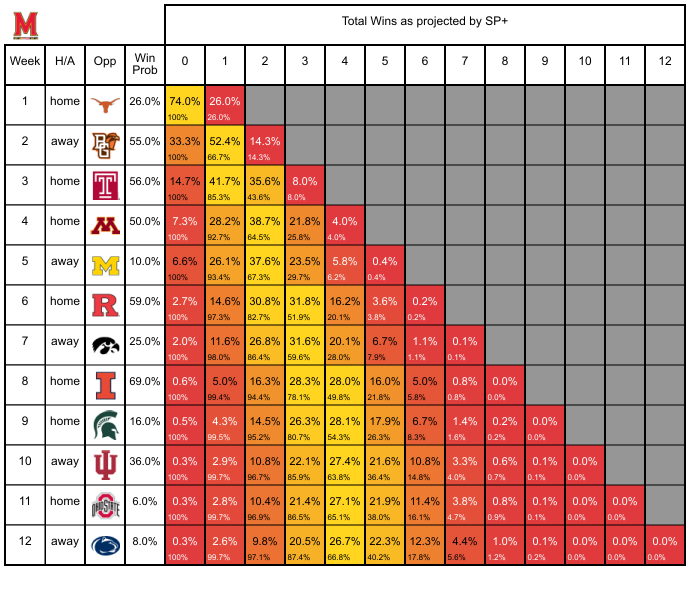 Total Wins as projected by SP+
Week H/A Opp Win Prob 0 1 2 3 4 5 6 7 8 9 10 11 12
1 home 26.0% 74.0% 26.0%
100% 26.0%
2 away BG 55.0% 33.3% 52.4% 14.3%
100% 66.7% 14.3%
3 home T 56.0% 14.7% 41.7% 35.6% 8.0%
100% 85.3% 43.6% 8.0%
4 home M 50.0% 7.3% 28.2% 38.7% 21.8% 4.0%
100% 92.7% 64.5% 25.8% 4.0%
5 away M 10.0% 6.6% 26.1% 37.6% 23.5% 5.8% 0.4%
100% 93.4% 67.3% 29.7% 6.2% 0.4%
6 home R 59.0% 2.7% 14.6% 30.8% 31.8% 16.2% 3.6% 0.2%
100% 97.3% 82.7% 51.9% 20.1% 3.8% 0.2%
7 away 25.0% 2.0% 11.6% 26.8% 31.6% 20.1% 6.7% 1.1% 0.1%
100% 98.0% 86.4% 59.6% 28.0% 7.9% 1.1% 0.1%
8 home I 69.0% 0.6% 5.0% 16.3% 28.3% 28.0% 16.0% 5.0% 0.8% 0.0%
100% 99.4% 94.4% 78.1% 49.8% 21.8% 5.8% 0.8% 0.0%
9 home 16.0% 0.5% 4.3% 14.5% 26.3% 28.1% 17.9% 6.7% 1.4% 0.2% 0.0%
100% 99.5% 95.2% 80.7% 54.3% 26.3% 8.3% 1.6% 0.2% 0.0%
10 away IU 36.0% 0.3% 2.9% 10.8% 22.1% 27.4% 21.6% 10.8% 3.3% 0.6% 0.1% 0.0%
100% 99.7% 96.7% 85.9% 63.8% 36.4% 14.8% 4.0% 0.7% 0.1% 0.0%
11 home OHIO STATE 6.0% 0.3% 2.8% 10.4% 21.4% 27.1% 21.9% 11.4% 3.8% 0.8% 0.1% 0.0% 0.0%
100% 99.7% 96.9% 86.5% 65.1% 38.0% 16.1% 4.7% 0.9% 0.1% 0.0% 0.0%
12 away 8.0% 0.3% 2.6% 9.8% 20.5% 26.7% 22.3% 12.3% 4.4% 1.0% 0.1% 0.0% 0.0% 0.0%
100% 99.7% 97.1% 87.4% 66.8% 40.2% 17.8% 5.6% 1.2% 0.2% 0.0% 0.0% 0.0%